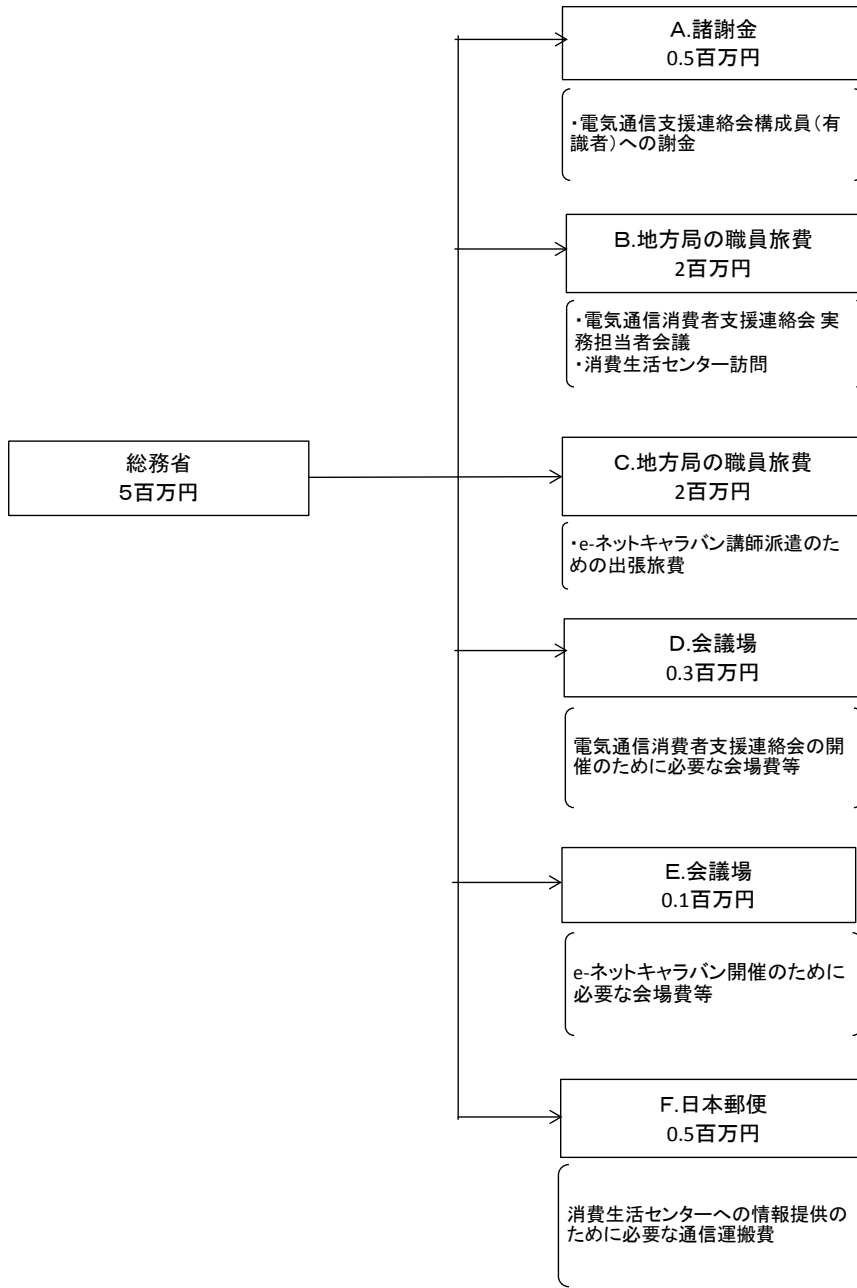 A.諸謝金
0.5百万円
・電気通信支援連絡会構成員(有
識者)への謝金
B.地方局の職員旅費
2百万円
・電気通信消費者支援連絡会 実
務担当者会議
・消費生活センター訪問
総務省
5百万円
C.地方局の職員旅費
2百万円
・e-ネットキャラバン講師派遣のた
めの出張旅費
D.会議場
0.3百万円
電気通信消費者支援連絡会の開
催のために必要な会場費等
E.会議場
0.1百万円
e-ネットキャラバン開催のために
必要な会場費等
F.日本郵便
0.5百万円
消費生活センターへの情報提供の
ために必要な通信運搬費